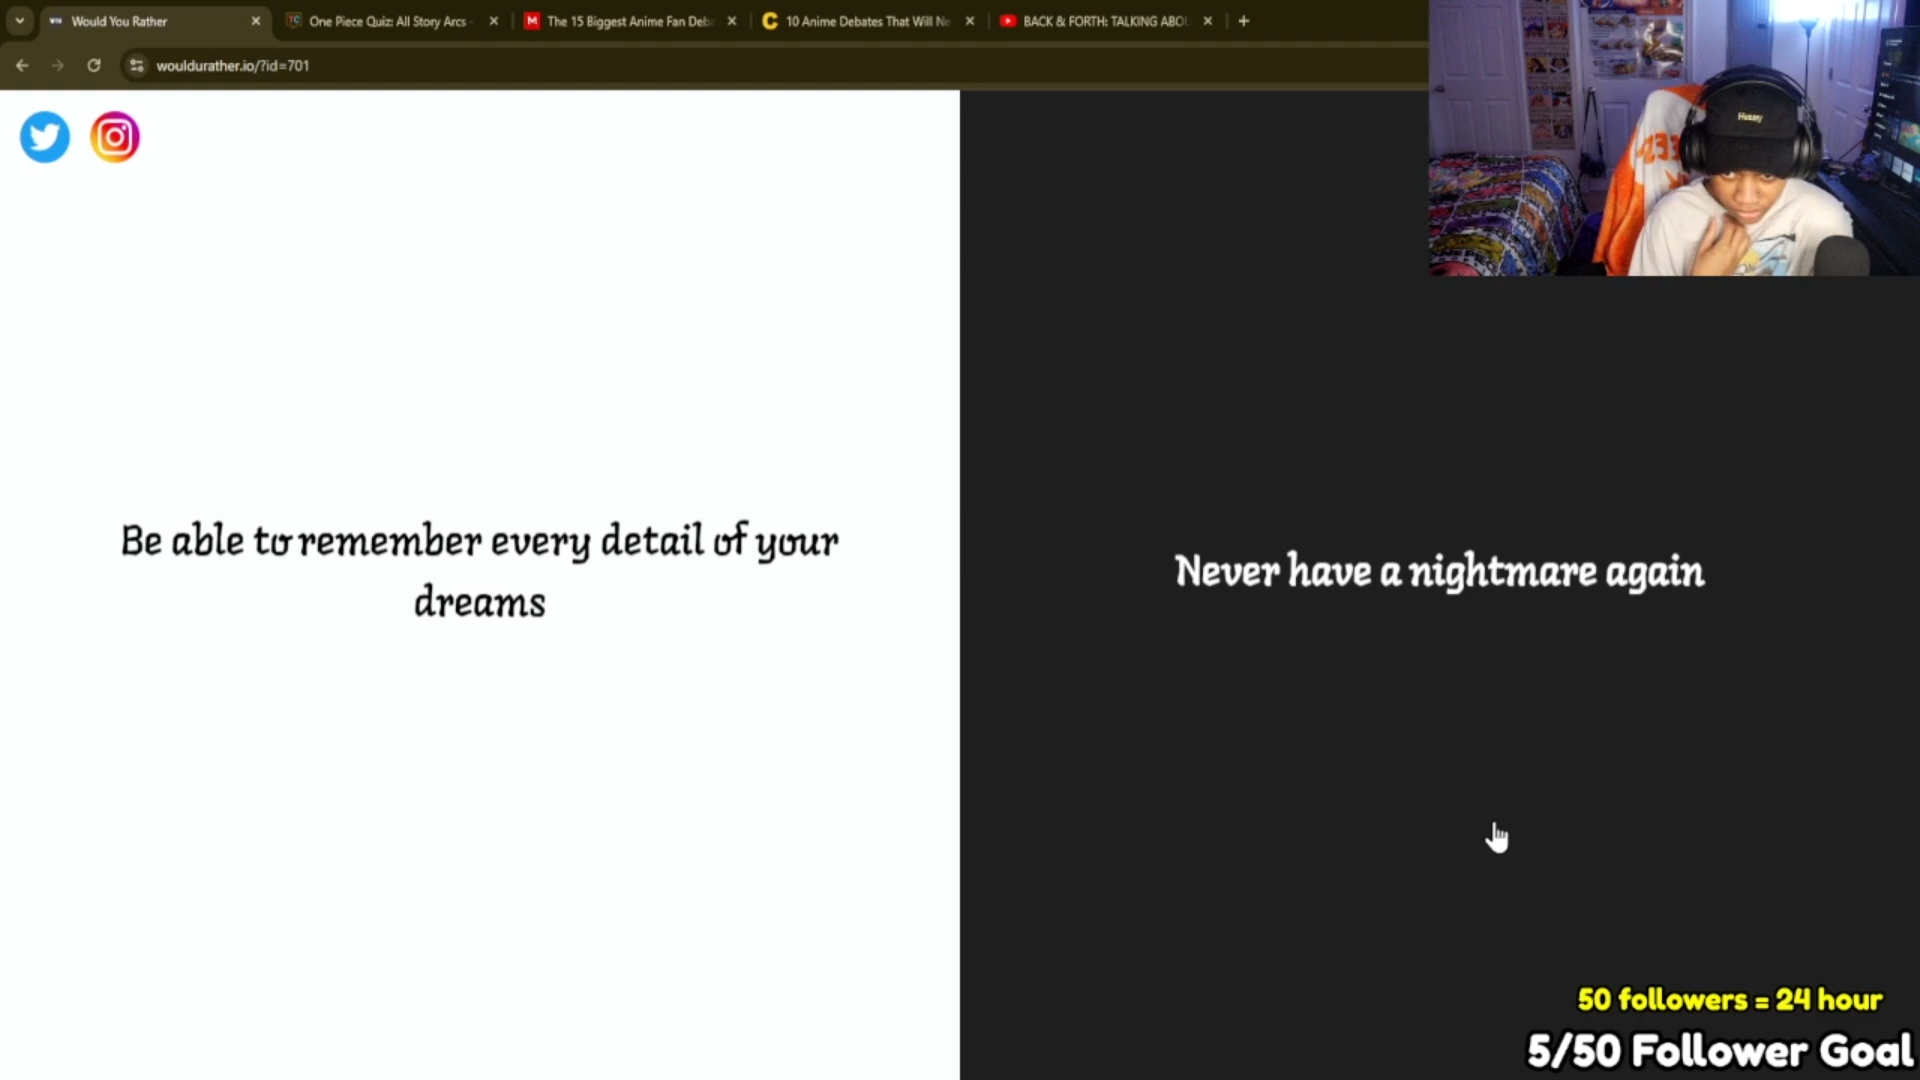 Would You Rather
One Piece Quiz: All Story Arcs -
The 15 Biggest Anime Fan Deb
10 Anime Debates That Will Ne
BACK & FORTH: TALKING ABO
wouldurather.io/?id=701
Be able to remember every detail of your
dreams
Never have a nightmare again
50 followers = 24 hour
5/50 Follower Goal